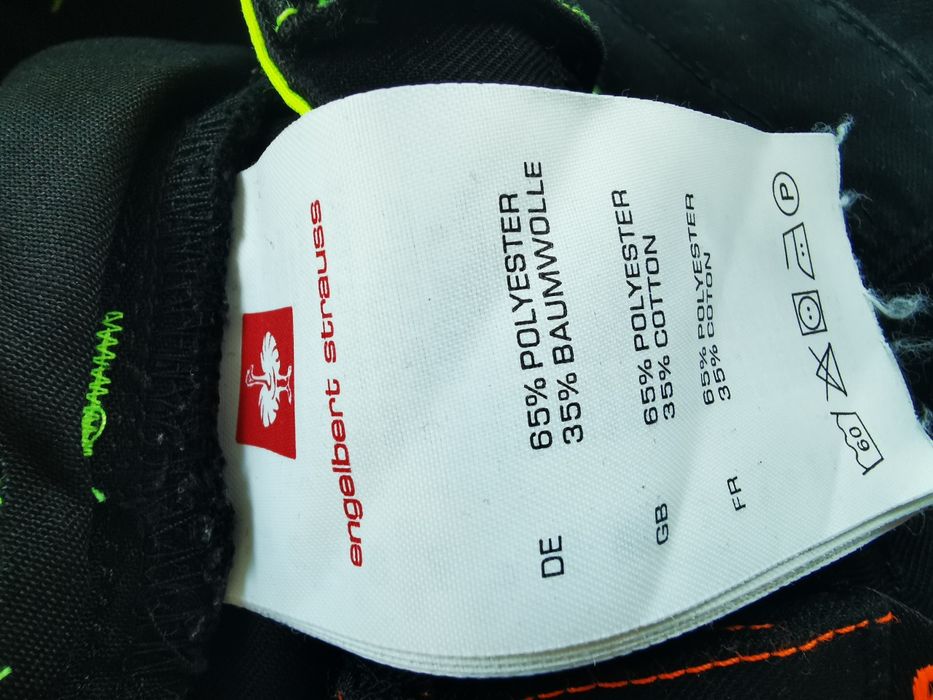 engelbert strauss
DE 65% POLYESTER
35% BAUMWOLLE
GB 65% POLYESTER
35% COTTON
FR 65% POLYESTER
35% COTON
60 P